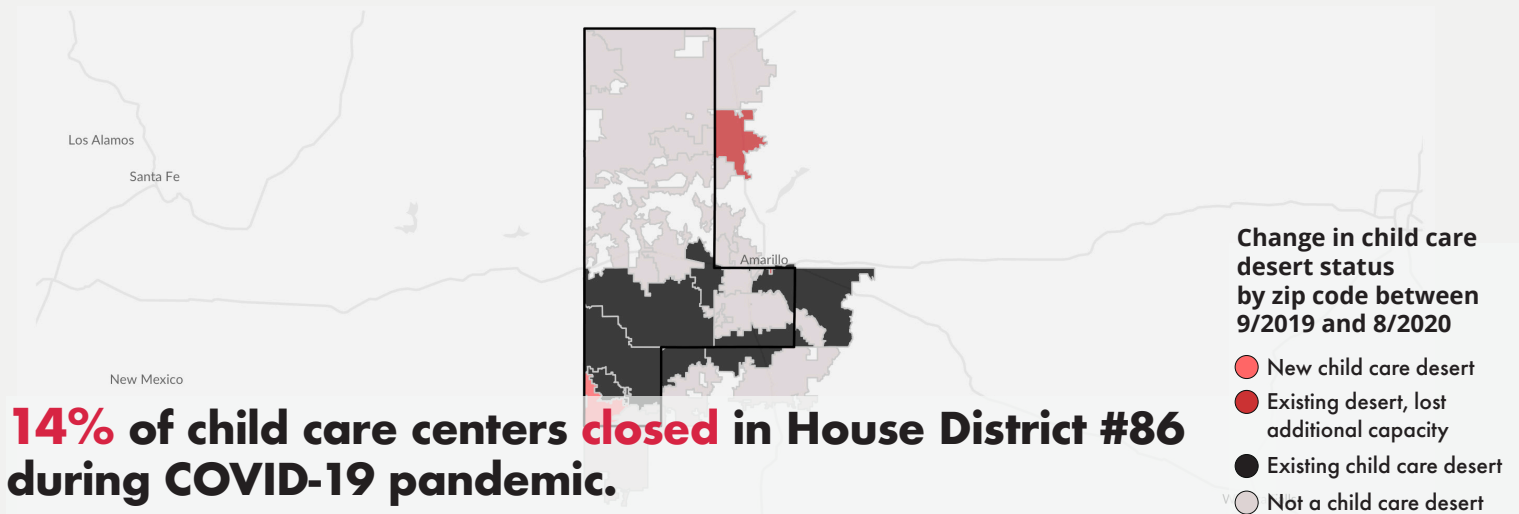 Los Alamos
Santa Fe
Amarillo
New Mexico
Change in child care
desert status
by zip code between
9/2019 and 8/2020
New child care desert
Existing desert, lost
additional capacity
Existing child care desert
Not a child care desert
14% of child care centers closed in House District #86
during COVID-19 pandemic.